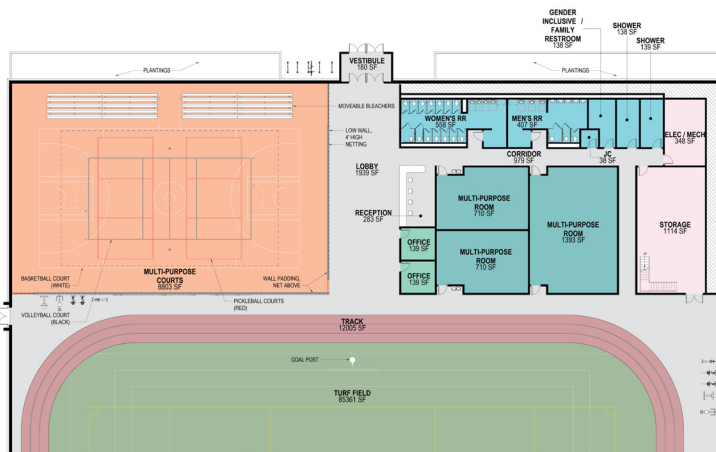 GENDER
INCLUSIVE /
FAMILY
RESTROOM
138 SF
SHOWER
138 SF
SHOWER
139 SF
VESTIBULE
180 SF
PLANTINGS
PLANTINGS
MOVEABLE BLEACHERS
WOMEN'S RR
558 SF
MEN'S RR
407 SF
LOW WALL,
4' HIGH
NETTING
ELEC / MECH
348 SF
CORRIDOR
979 SF
JC
38 SF
LOBBY
1939 SF
MULTI-PURPOSE
ROOM
710 SF
RECEPTION
283 SF
MULTI-PURPOSE
ROOM
1393 SF
STORAGE
1114 SF
OFFICE
139 SF
MULTI-PURPOSE
ROOM
710 SF
OFFICE
139 SF
BASKETBALL COURT
(WHITE)
MULTI-PURPOSE
COURTS
8803 SF
WALL PADDING,
NET ABOVE
VOLLEYBALL COURT
(BLACK)
PICKLEBALL COURTS
(RED)
TRACK
12005 SF
GOAL POST
TURF FIELD
85361 SF